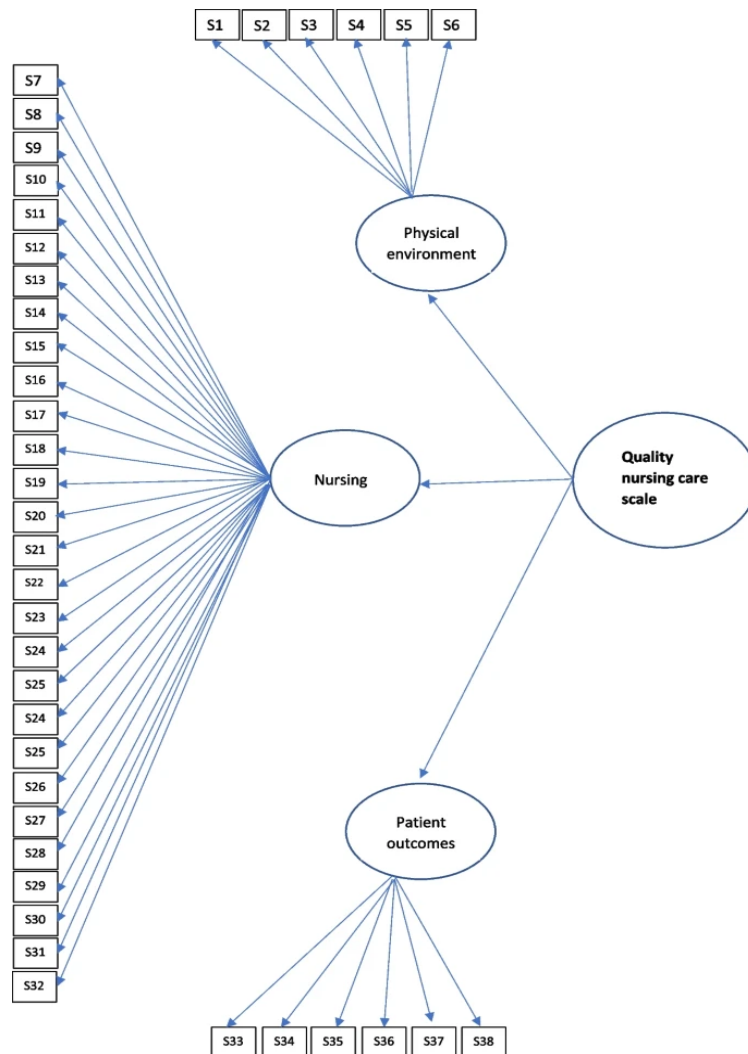 S1 S2 S3 S4 S5 S6
S7
S8
S9
S10
S11
S12
S13
S14
S15
S16
S17
S18
S19
S20
S21
S22
S23
S24
S25
S24
S25
S26
S27
S28
S29
S30
S31
S32
Physical
environment
Nursing
Quality
nursing care
scale
Patient
outcomes
S33 S34 S35 S36 S37 S38